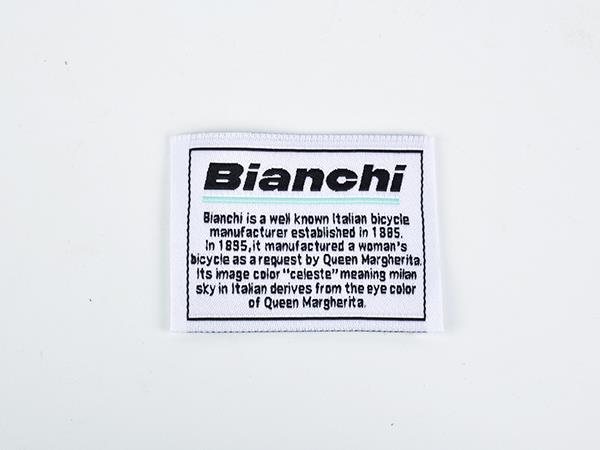 Bianchi
Bianchi is a well known Italian bicycle
manufacturer established in 1885.
In 1895,it manufactured a woman's
bicycle as a request by Queen Margherita.
Its image color "celeste" meaning milan
sky in Italian derives from the eye color
of Queen Margherita.